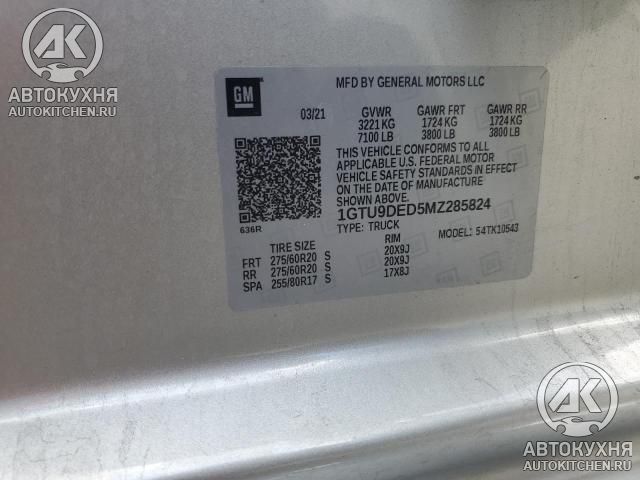 АВТОКУХНЯ
AUTOKITCHEN.RU
GM
MFD BY GENERAL MOTORS LLC
03/21 GVWR GAWR FRT GAWR RR
3221 KG 1724 KG 1724 KG
7100 LB 3800 LB 3800 LB
THIS VEHICLE CONFORMS TO ALL
APPLICABLE U.S. FEDERAL MOTOR
VEHICLE SAFETY STANDARDS IN EFFECT
ON THE DATE OF MANUFACTURE
SHOWN ABOVE.
1GTU9DED5MZ285824
636R TYPE: TRUCK MODEL: 54TK10543
TIRE SIZE RIM
FRT 275/60R20 S 20X9J
RR 275/60R20 S 20X9J
SPA 255/80R17 S 17X8J
АК
АВТОКУХНЯ
AUTOKITCHEN.RU